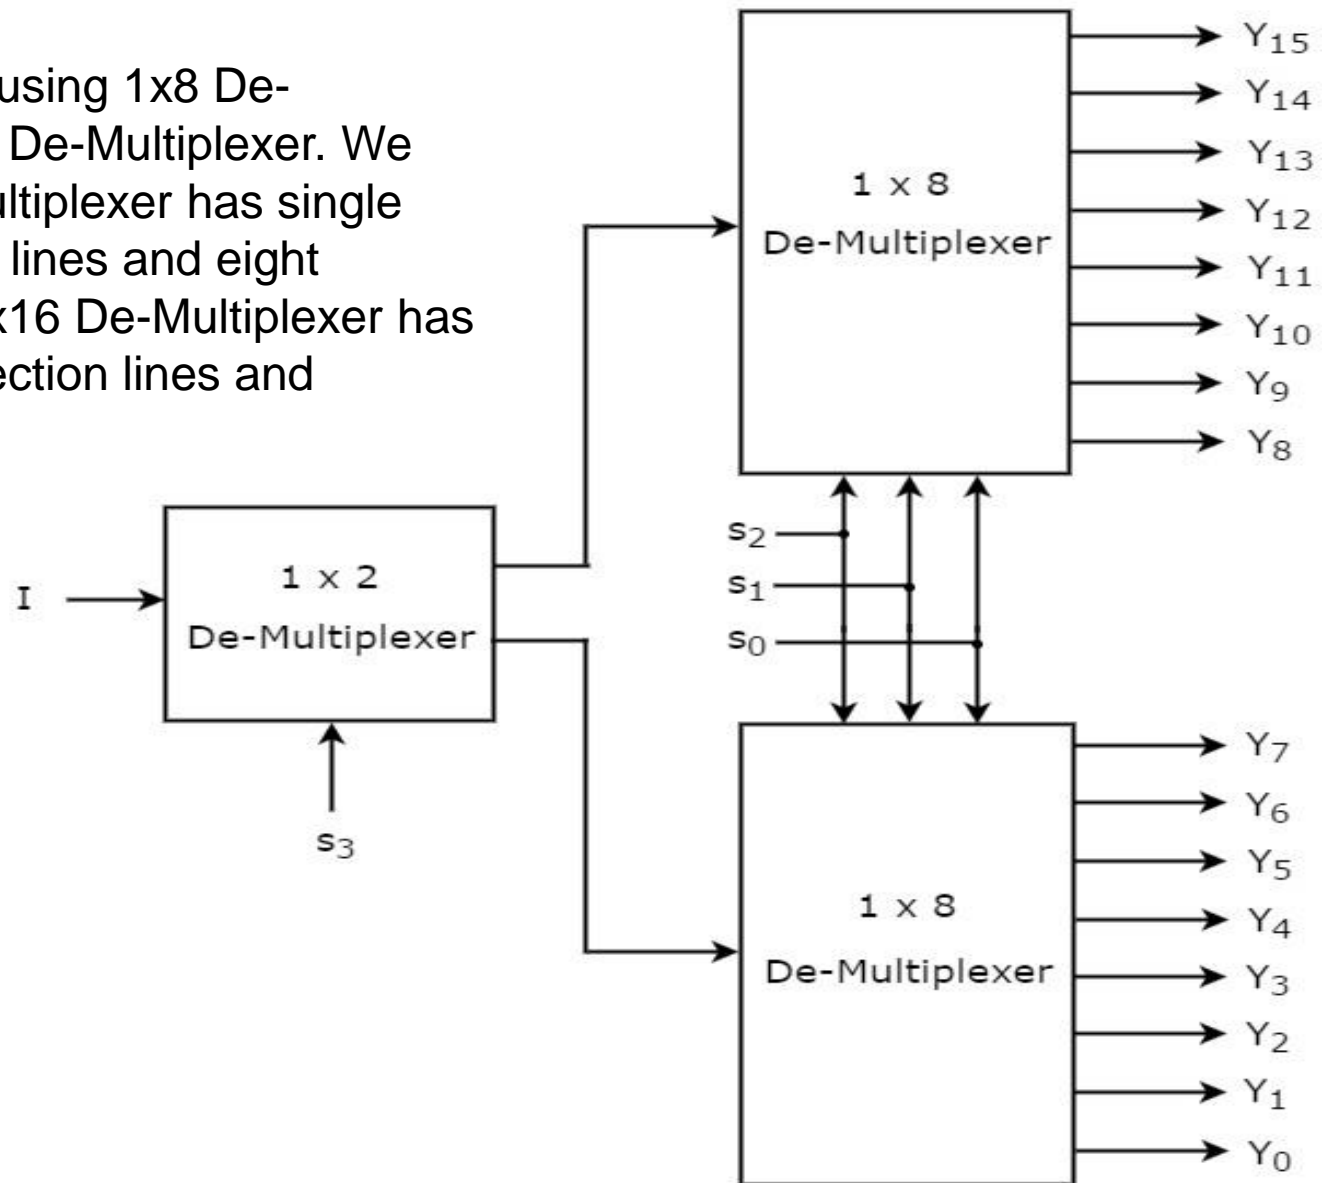 using 1x8 De-
De-Multiplexer. We
ultiplexer has single
lines and eight
x16 De-Multiplexer has
ection lines and
1 x 8
De-Multiplexer
Y15
Y14
Y13
Y12
Y11
Y10
Y9
Y8
s2
s1
s0
I
1 x 2
De-Multiplexer
s3
1 x 8
De-Multiplexer
Y7
Y6
Y5
Y4
Y3
Y2
Y1
Y0